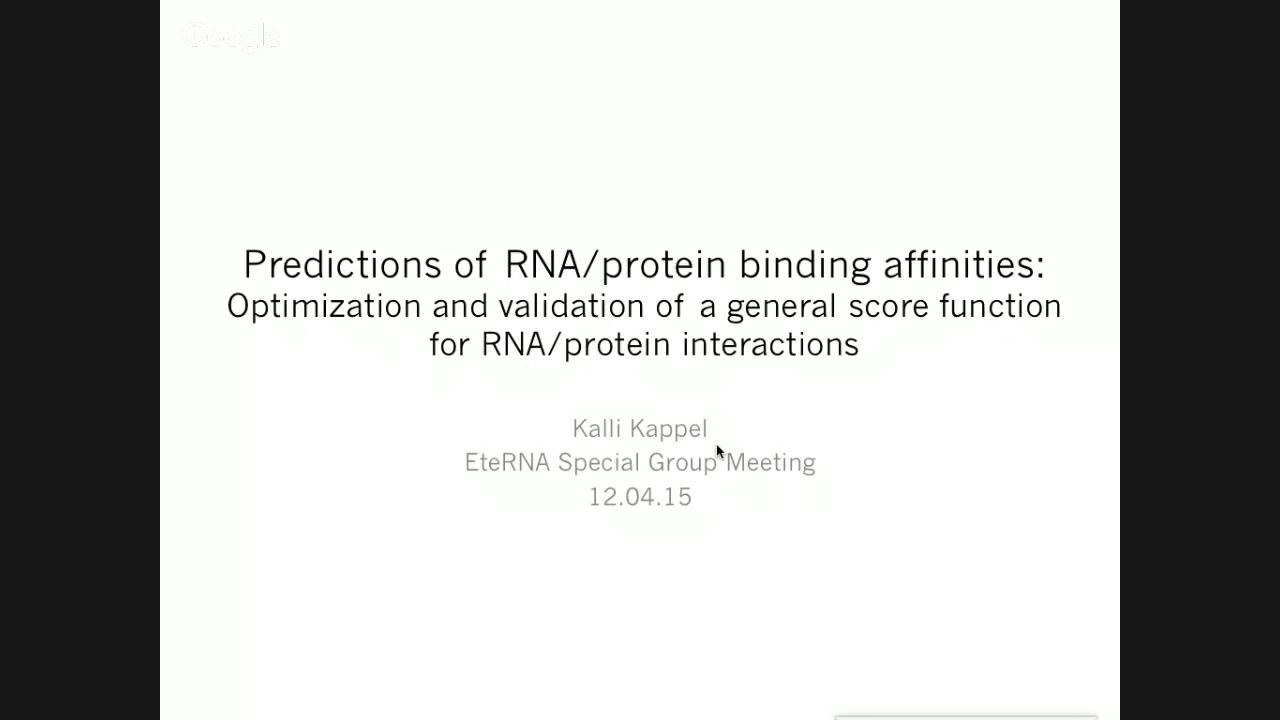 Google
Predictions of RNA/protein binding affinities:
Optimization and validation of a general score function
for RNA/protein interactions
Kalli Kappel
EteRNA Special Group Meeting
12.04.15